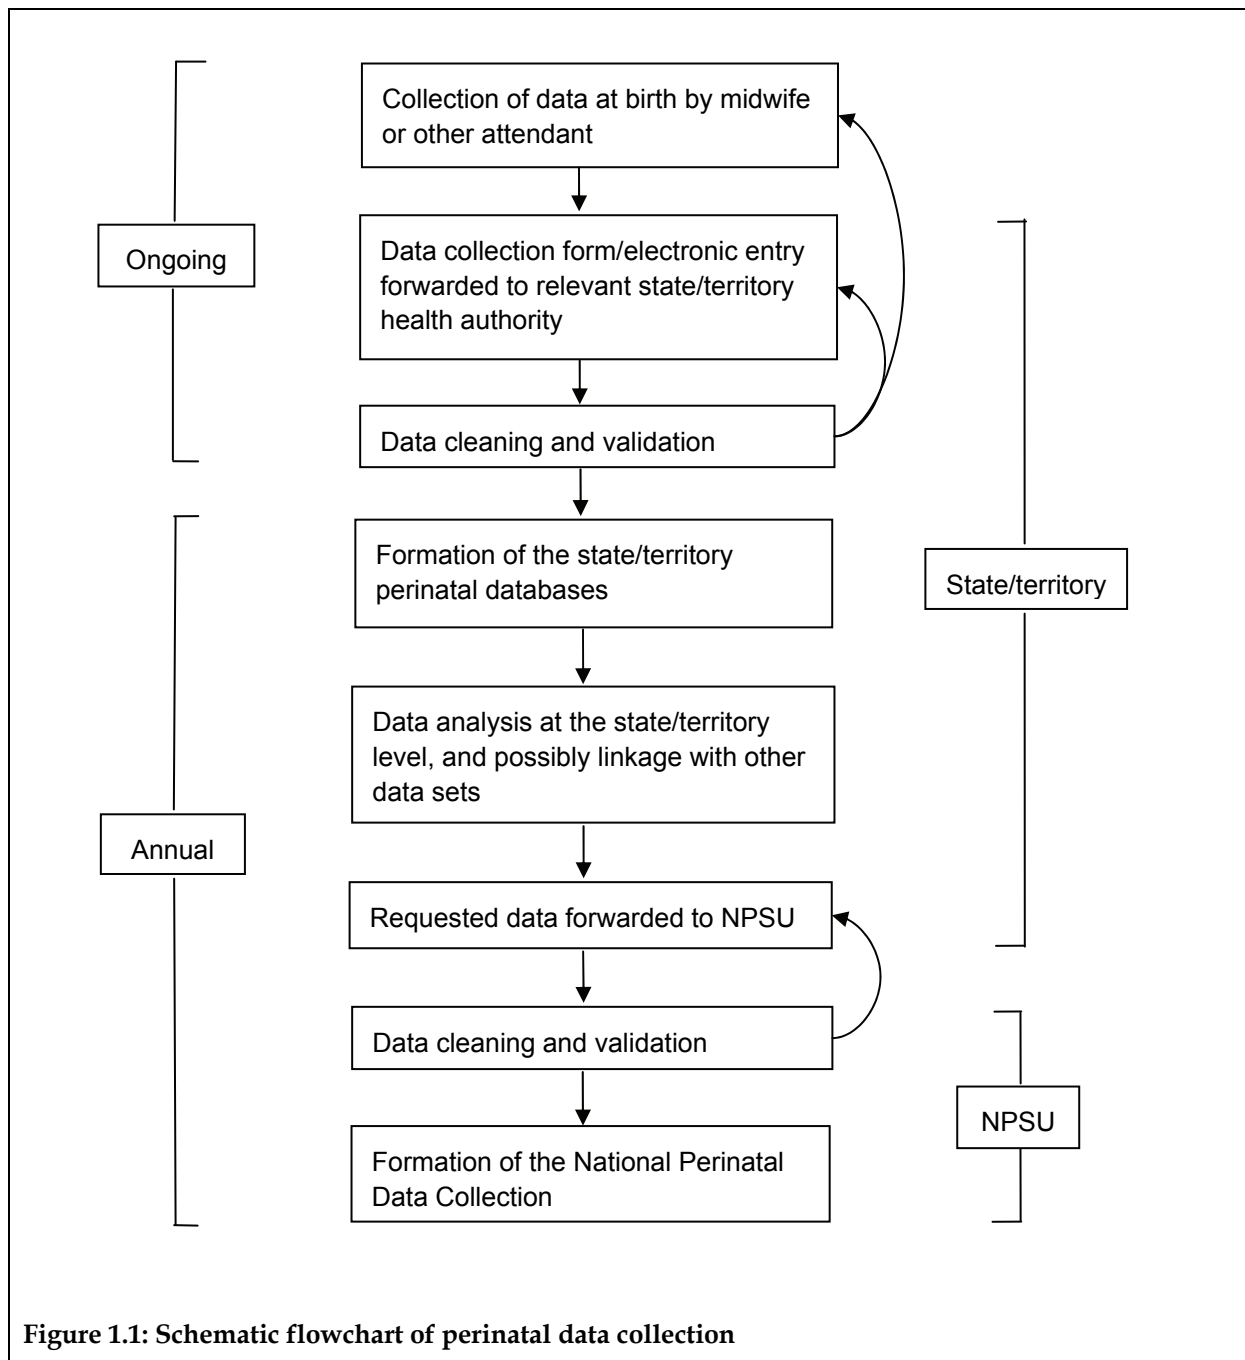 Collection of data at birth by midwife
or other attendant
Ongoing
Data collection form/electronic entry
forwarded to relevant state/territory
health authority
Data cleaning and validation
Formation of the state/territory
perinatal databases
State/territory
Data analysis at the state/territory
level, and possibly linkage with other
data sets
Annual
Requested data forwarded to NPSU
Data cleaning and validation
NPSU
Formation of the National Perinatal
Data Collection
Figure 1.1: Schematic flowchart of perinatal data collection